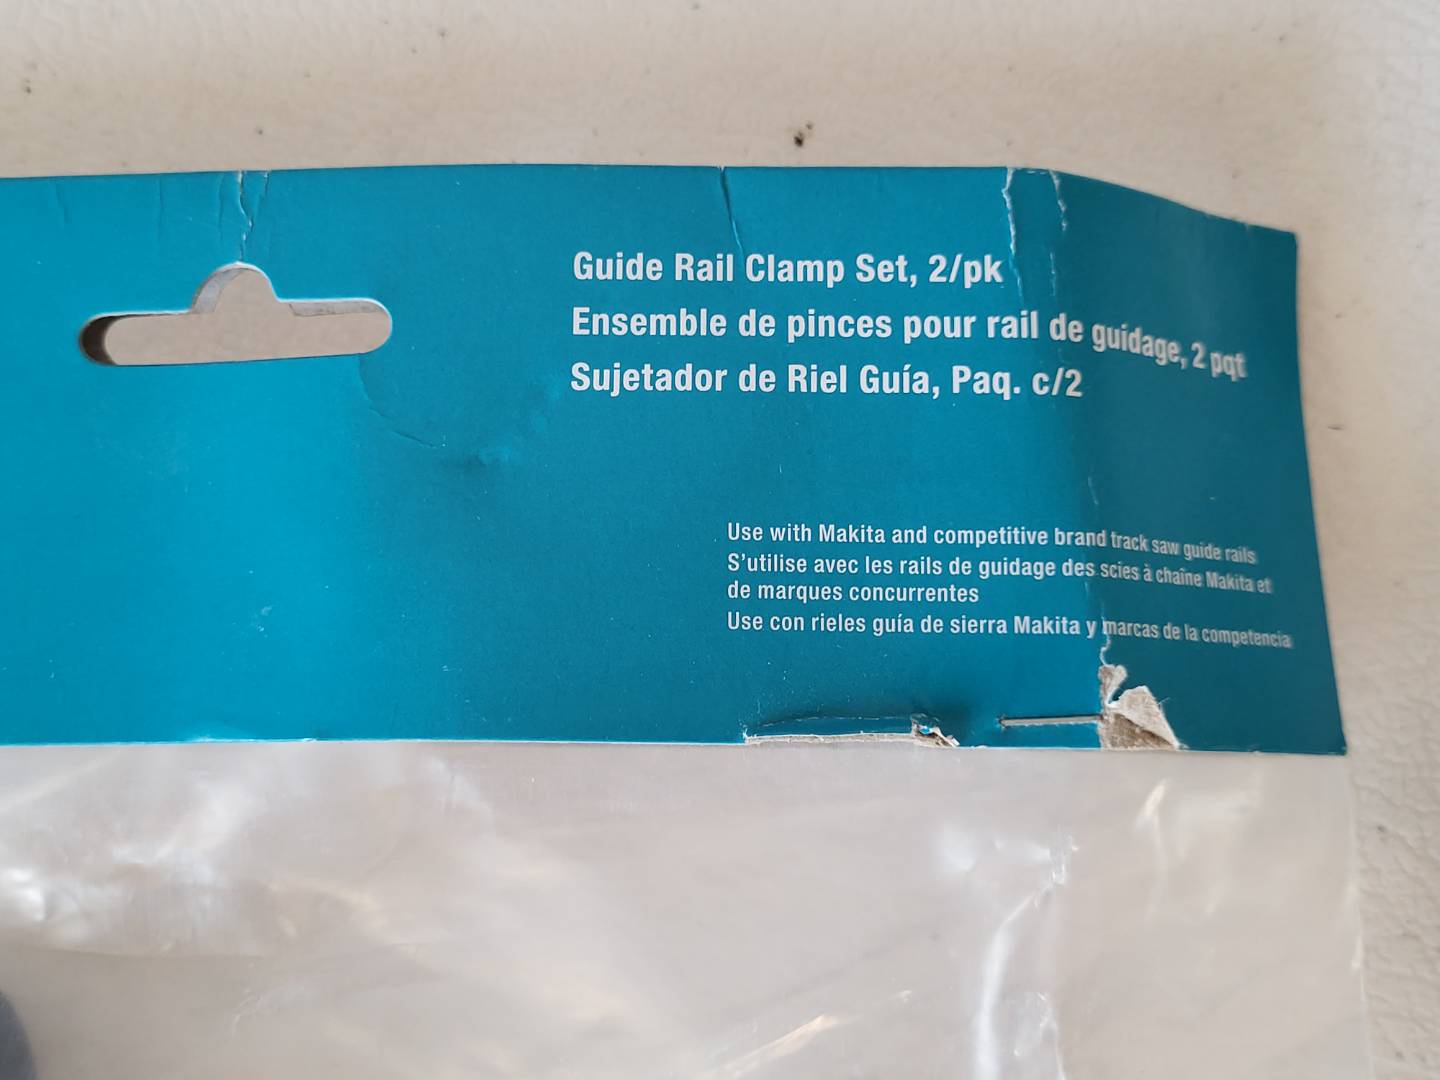 Guide Rail Clamp Set, 2/pk
Ensemble de pinces pour rail de guidage, 2 pqt
Sujetador de Riel Guía, Paq. c/2
Use with Makita and competitive brand track saw guide rails
S'utilise avec les rails de guidage des scies à chaîne Makita et
de marques concurrentes
Use con rieles guía de sierra Makita y marcas de la competencia